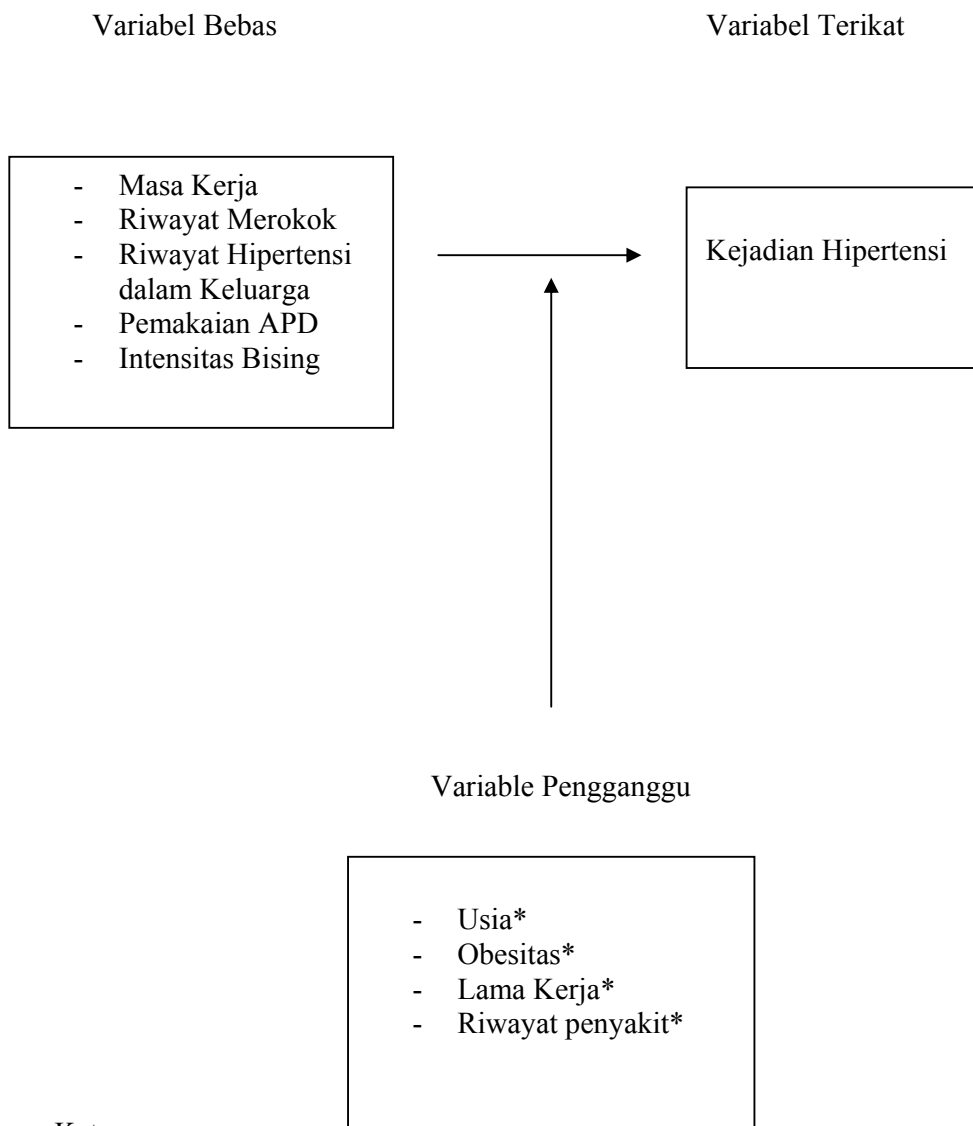 Variabel Bebas
Variabel Terikat
- Masa Kerja
- Riwayat Merokok
- Riwayat Hipertensi
dalam Keluarga
- Pemakaian APD
- Intensitas Bising
Kejadian Hipertensi
Variable Pengganggu
- Usia*
- Obesitas*
- Lama Kerja*
- Riwayat penyakit*